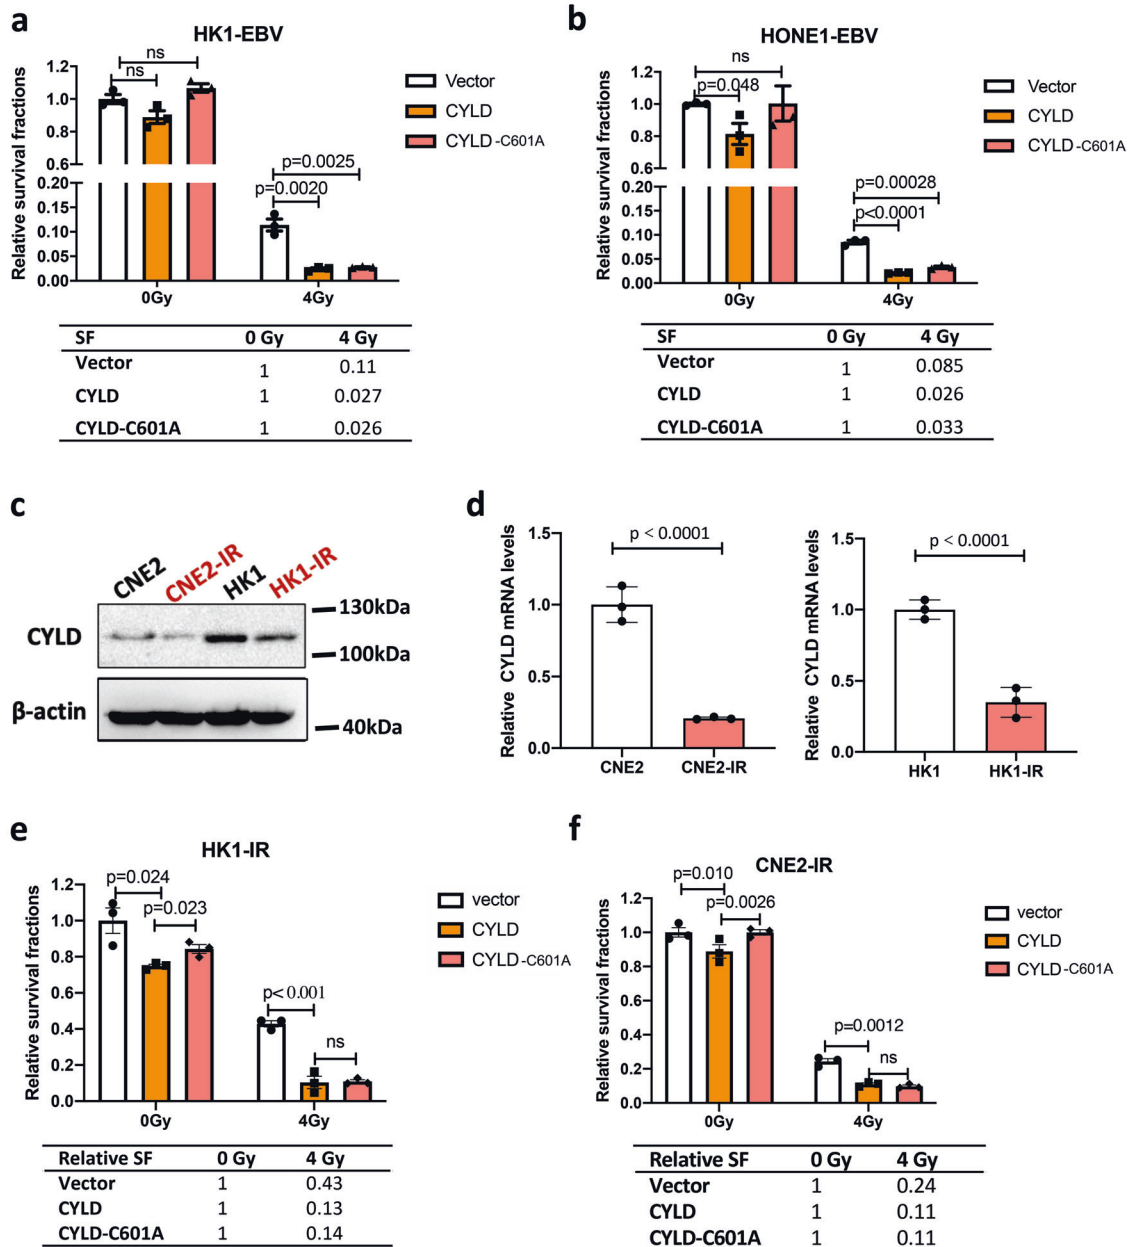 a
HK1-EBV
Relative survival fractions
1.2
1.0
0.8
0.6
0.20
0.15
0.10
0.05
0.00
ns
ns
p=0.0025
p=0.0020
0Gy
4Gy
Vector
CYLD
CYLD-C601A
SF 0 Gy 4 Gy
Vector 1 0.11
CYLD 1 0.027
CYLD-C601A 1 0.026
b
HONE1-EBV
Relative survival fractions
1.2
1.0
0.8
0.6
0.20
0.15
0.10
0.05
0.00
ns
p=0.048
p=0.00028
p<0.0001
0Gy
4Gy
Vector
CYLD
CYLD-C601A
SF 0 Gy 4 Gy
Vector 1 0.085
CYLD 1 0.026
CYLD-C601A 1 0.033
c
CNE2
CNE2-IR
HK1
HK1-IR
CYLD
130kDa
100kDa
β-actin
40kDa
d
Relative CYLD mRNA levels
1.5
1.0
0.5
0.0
p < 0.0001
CNE2
CNE2-IR
Relative CYLD mRNA levels
1.5
1.0
0.5
0.0
p < 0.0001
HK1
HK1-IR
e
HK1-IR
Relative survival fractions
1.2
1.0
0.8
0.6
0.4
0.2
0.0
p=0.024
p=0.023
p<0.001
ns
0Gy
4Gy
vector
CYLD
CYLD-C601A
Relative SF 0 Gy 4 Gy
Vector 1 0.43
CYLD 1 0.13
CYLD-C601A 1 0.14
f
CNE2-IR
Relative survival fractions
1.2
1.0
0.8
0.6
0.4
0.2
0.0
p=0.010
p=0.0026
p=0.0012
ns
0Gy
4Gy
vector
CYLD
CYLD-C601A
Relative SF 0 Gy 4 Gy
Vector 1 0.24
CYLD 1 0.11
CYLD-C601A 1 0.11